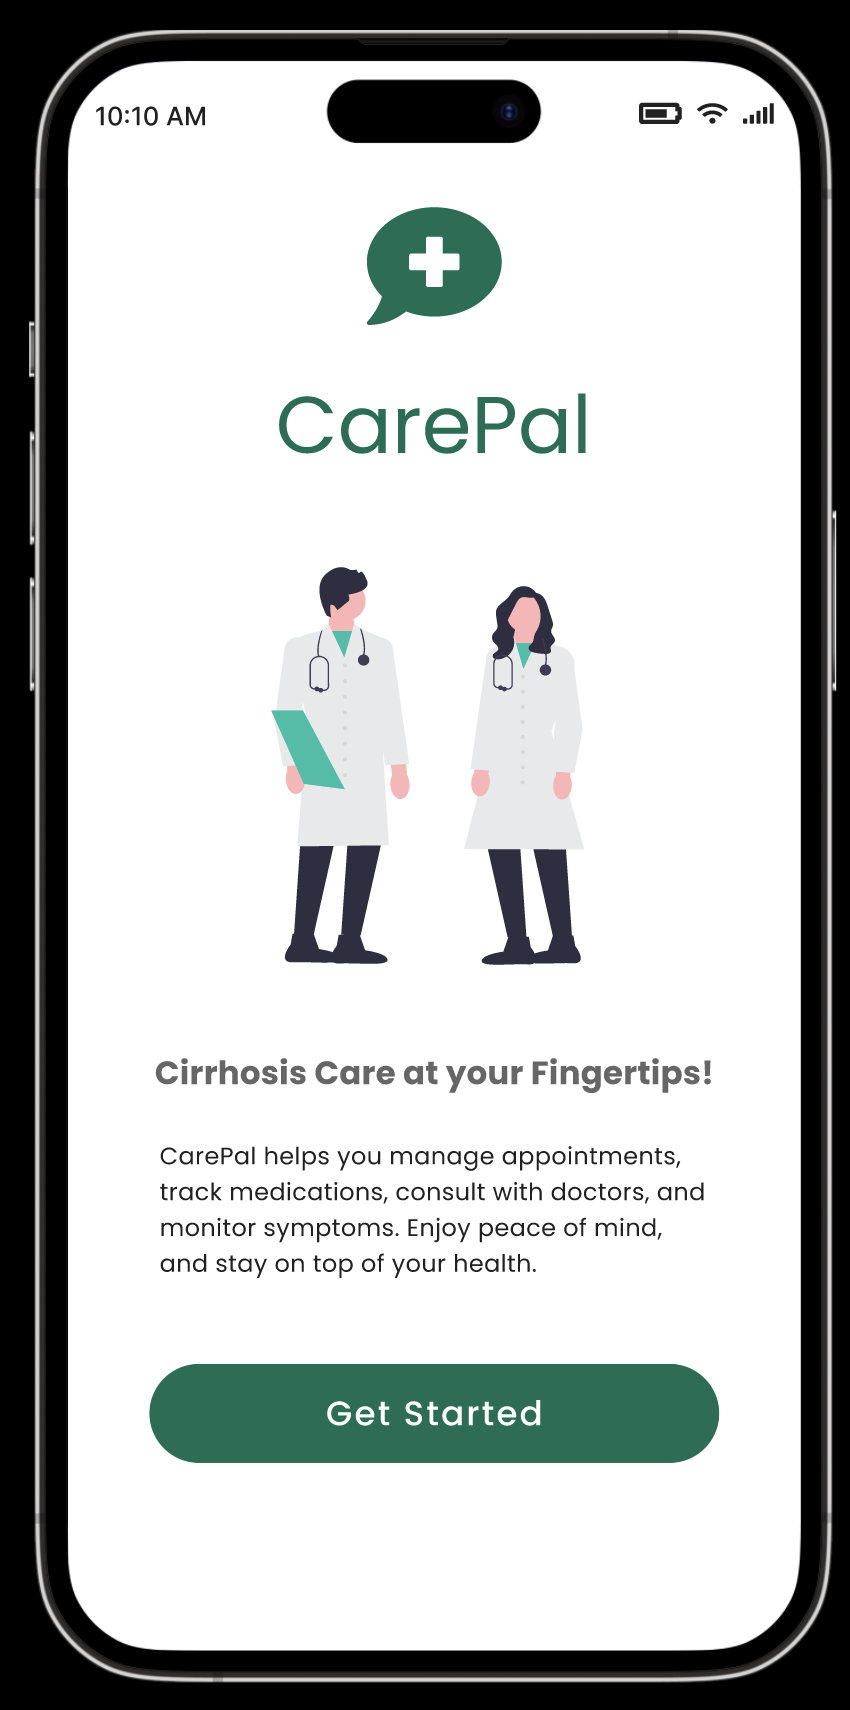 10:10 AM
CarePal
Cirrhosis Care at your Fingertips!
CarePal helps you manage appointments,
track medications, consult with doctors, and
monitor symptoms. Enjoy peace of mind,
and stay on top of your health.
Get Started